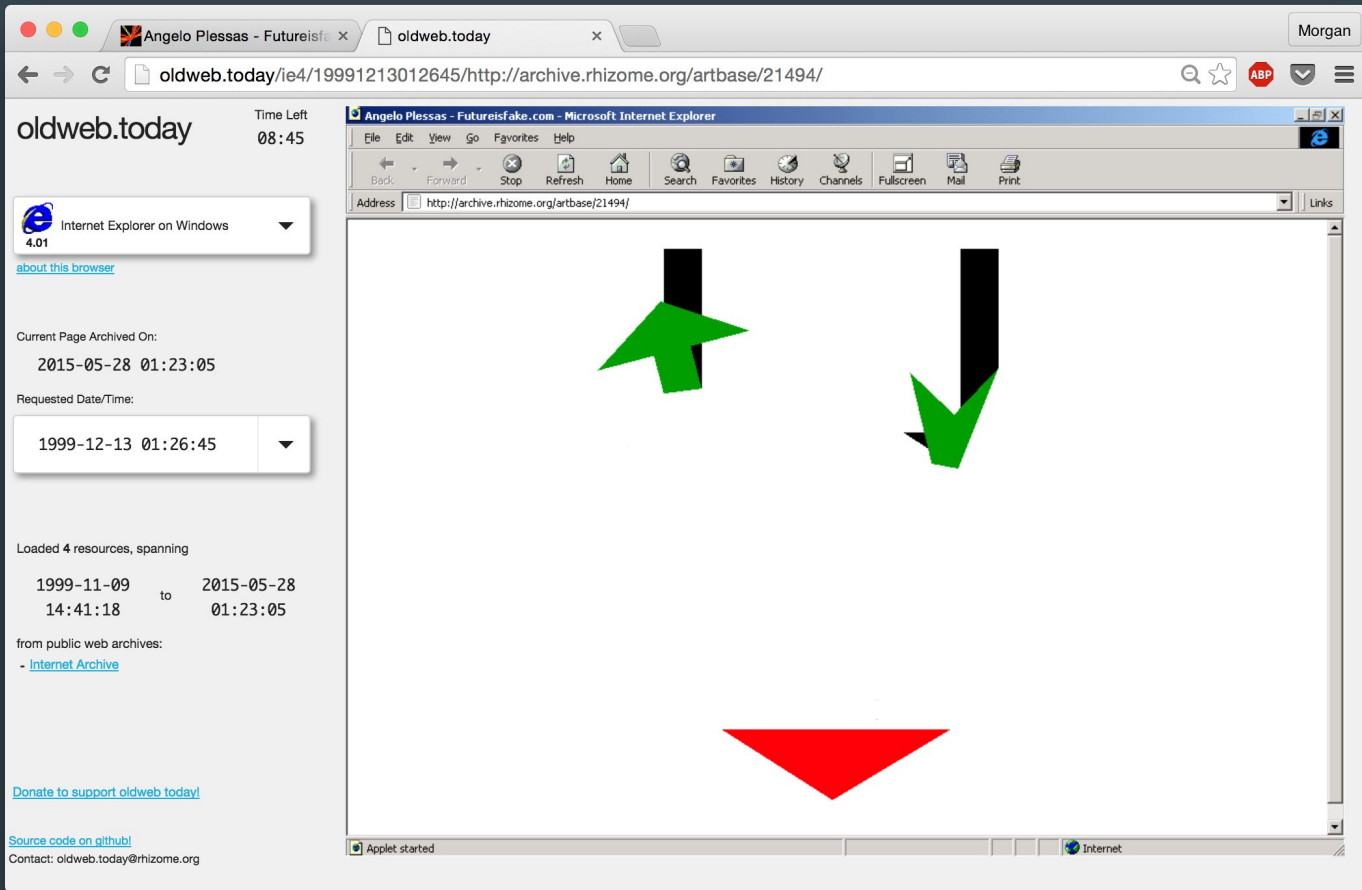 Angelo Plessas - Futureisfa
oldweb.today
Morgan
oldweb.today/ie4/19991213012645/http://archive.rhizome.org/artbase/21494/
ABP
oldweb.today
Time Left
08:45
Internet Explorer on Windows
4.01
about this browser
Current Page Archived On:
2015-05-28 01:23:05
Requested Date/Time:
1999-12-13 01:26:45
Loaded 4 resources, spanning
1999-11-09 to 2015-05-28
14:41:18 01:23:05
from public web archives:
- Internet Archive
Donate to support oldweb today!
Source code on github!
Contact: oldweb.today@rhizome.org
Angelo Plessas - Futureisfake.com - Microsoft Internet Explorer
File Edit View Go Favorites Help
Back Forward Stop Refresh Home Search Favorites History Channels Fullscreen Mail Print
Address http://archive.rhizome.org/artbase/21494/ Links
Applet started Internet